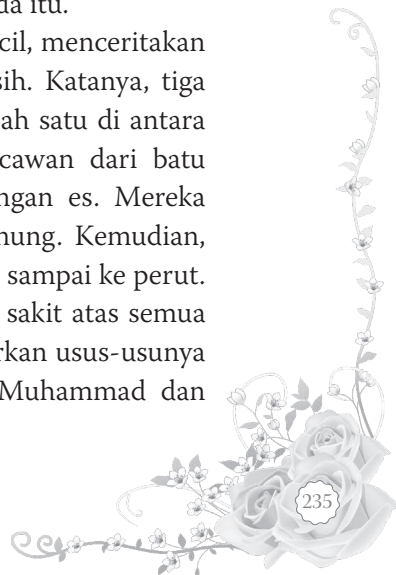 da itu.
cil, menceritakan
sih. Katanya, tiga
ah satu di antara
cawan dari batu
ngan es. Mereka
nung. Kemudian,
sampai ke perut.
sakit atas semua
rkan usus-usunya
Muhammad dan
235